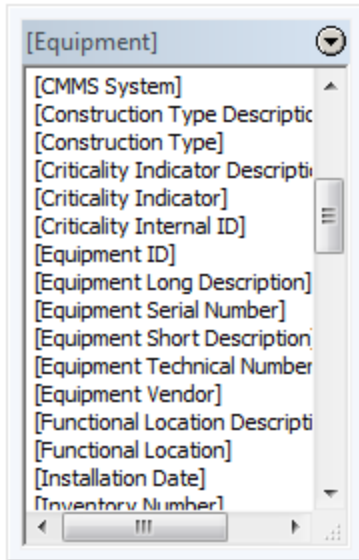 [Equipment]
[CMMS System]
[Construction Type Descriptic
[Construction Type]
[Criticality Indicator Descripti
[Criticality Indicator]
[Criticality Internal ID]
[Equipment ID]
[Equipment Long Description]
[Equipment Serial Number]
[Equipment Short Description]
[Equipment Technical Number
[Equipment Vendor]
[Functional Location Descripti
[Functional Location]
[Installation Date]
[Inventory Number]